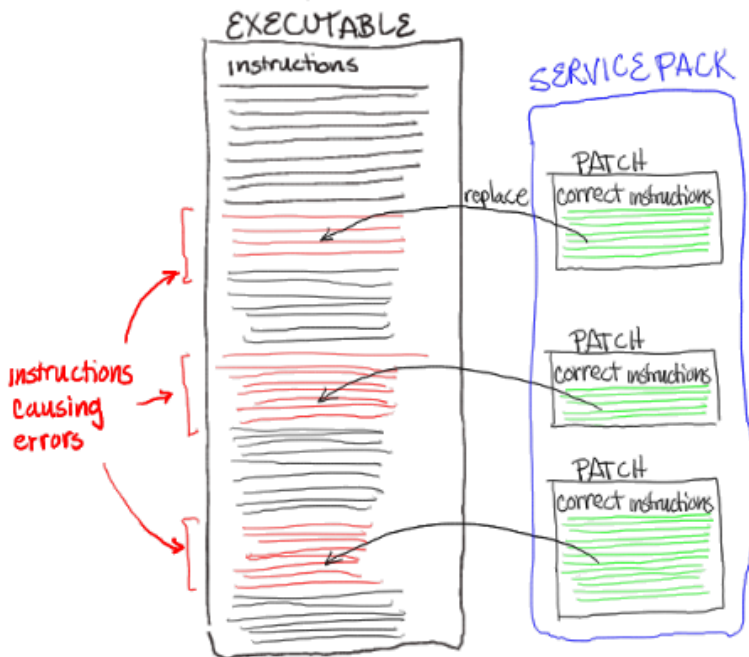 EXECUTABLE
instructions
SERVICE PACK
PATCH
correct instructions
replace
PATCH
correct instructions
instructions
causing
errors
PATCH
correct instructions